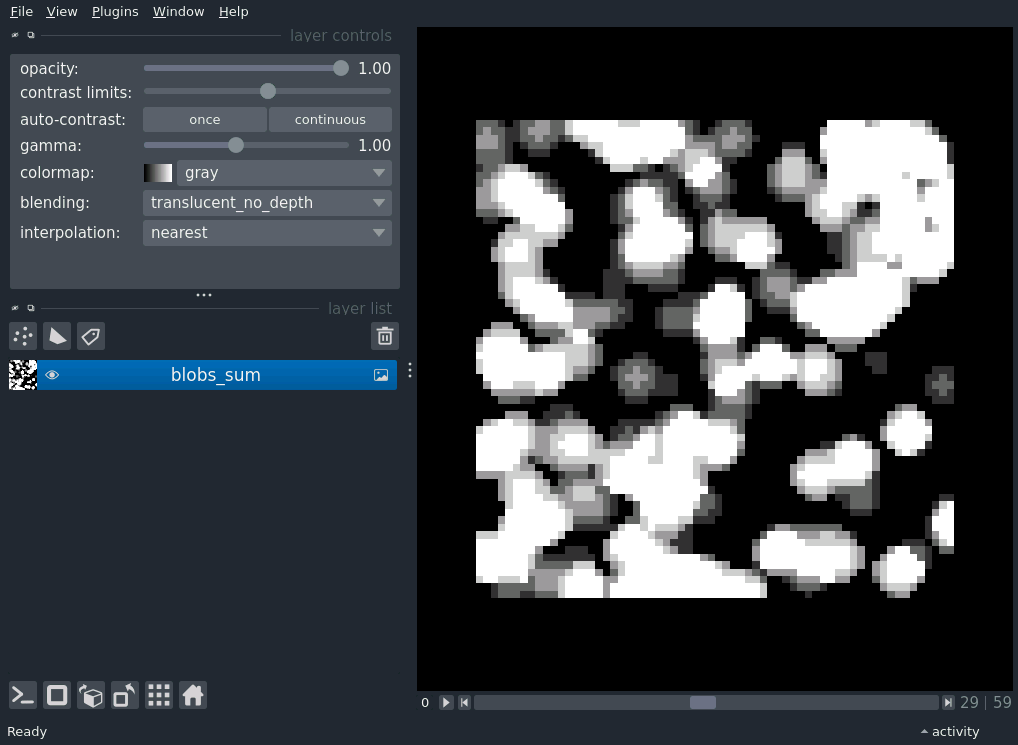 File View Plugins Window Help
layer controls
opacity: 1.00
contrast limits:
auto-contrast: once continuous
gamma: 1.00
colormap: gray
blending: translucent_no_depth
interpolation: nearest
layer list
blobs_sum
0 29 | 59
Ready activity